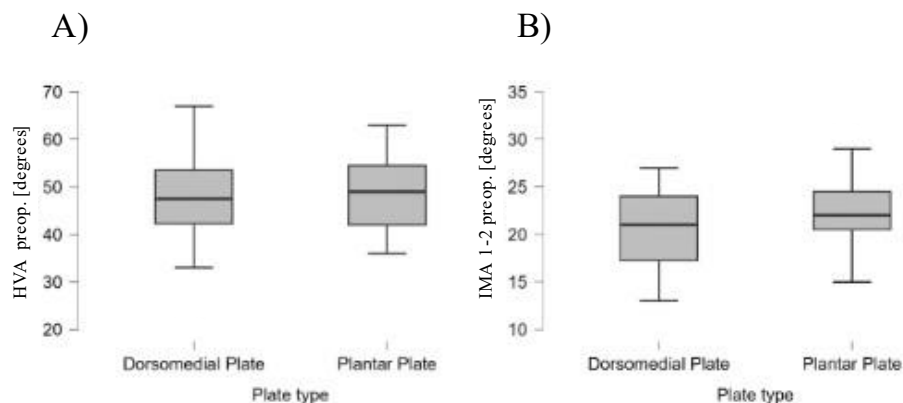 A)
HVA preop. [degrees]
70
60
50
40
30
20
Dorsomedial Plate
Plantar Plate
Plate type
B)
IMA 1-2 preop. [degrees]
35
30
25
20
15
10
Dorsomedial Plate
Plantar Plate
Plate type